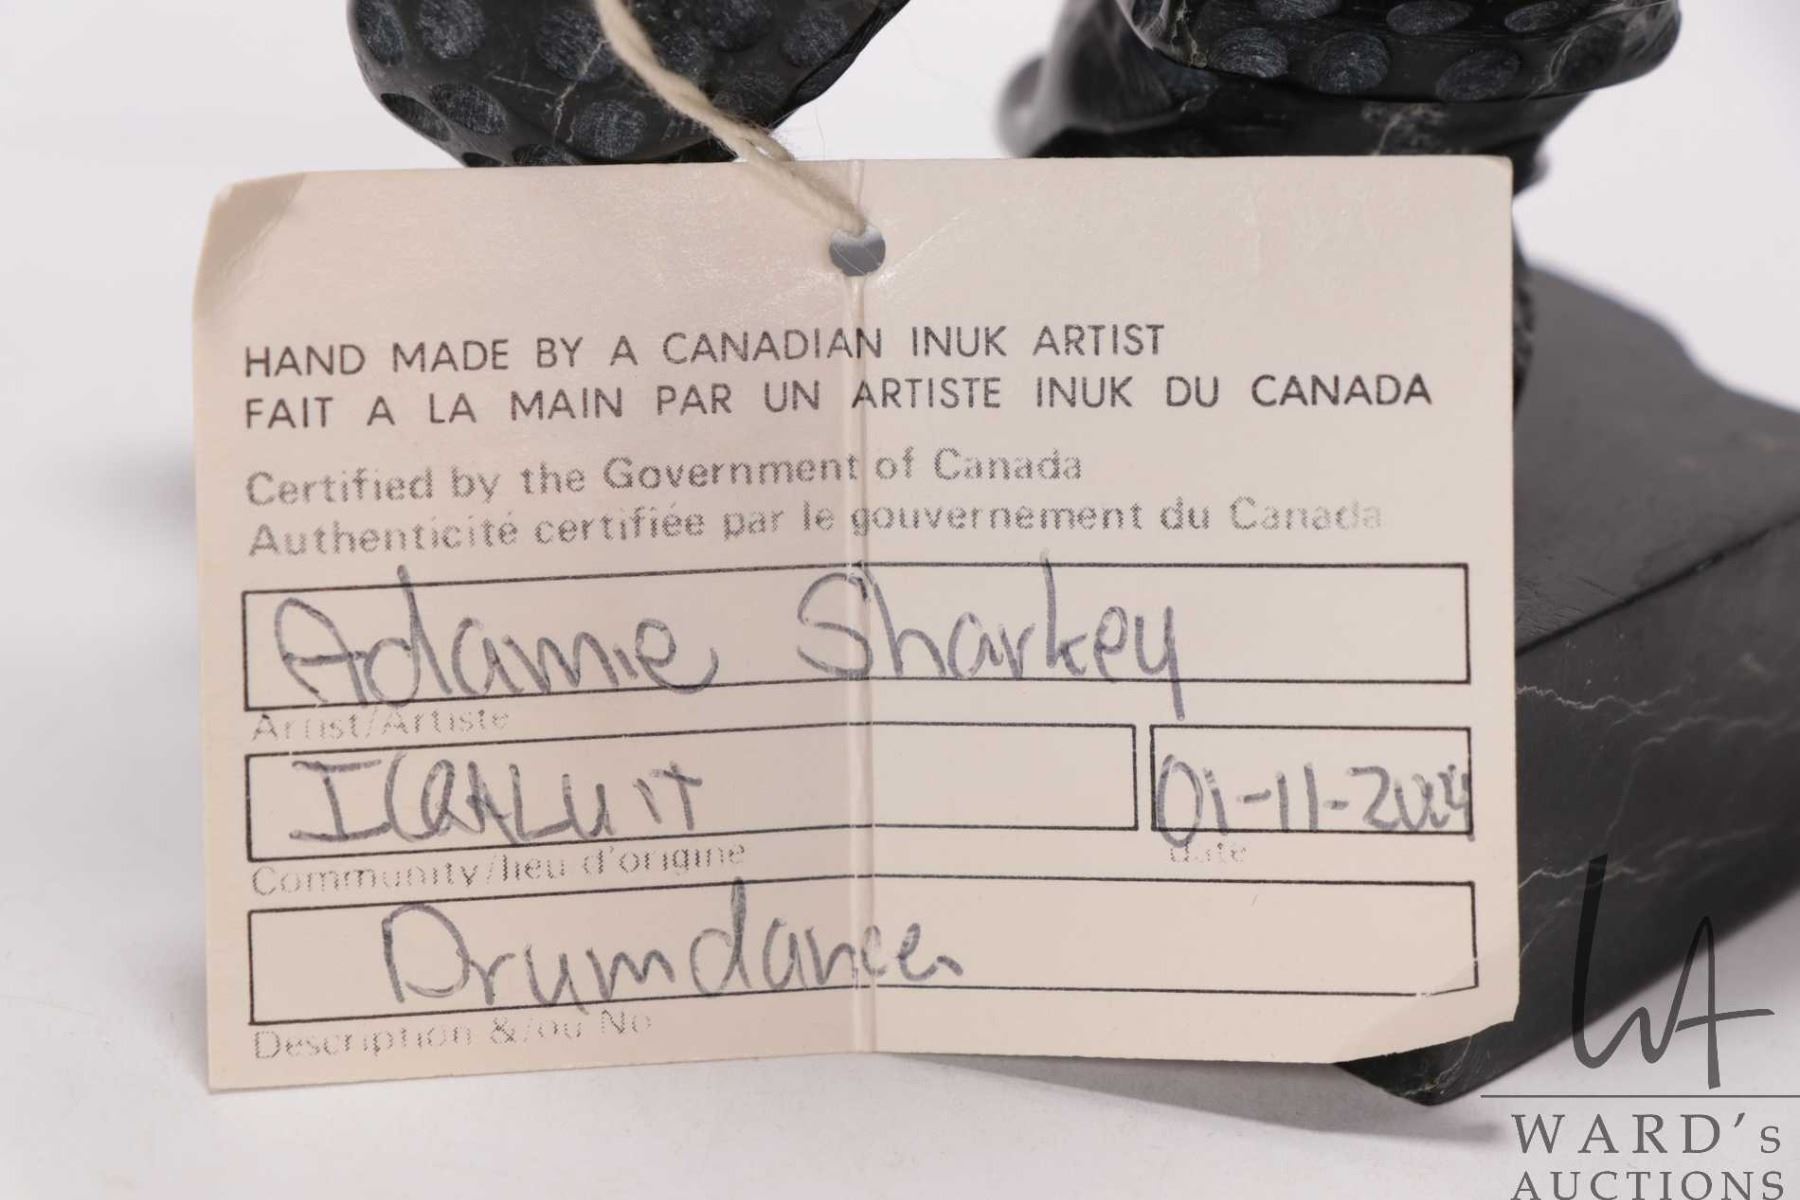 HAND MADE BY A CANADIAN INUK ARTIST
FAIT A LA MAIN PAR UN ARTISTE INUK DU CANADA
Certified by the Government of Canada
Authenticité certifiée par le gouvernement du Canada
Adamie Sharkey
Artist/Artiste
01-11-2004
Community/lieu d'origine date
Drumdancer
Description &/ou No
WA
WARD's
AUCTIONS